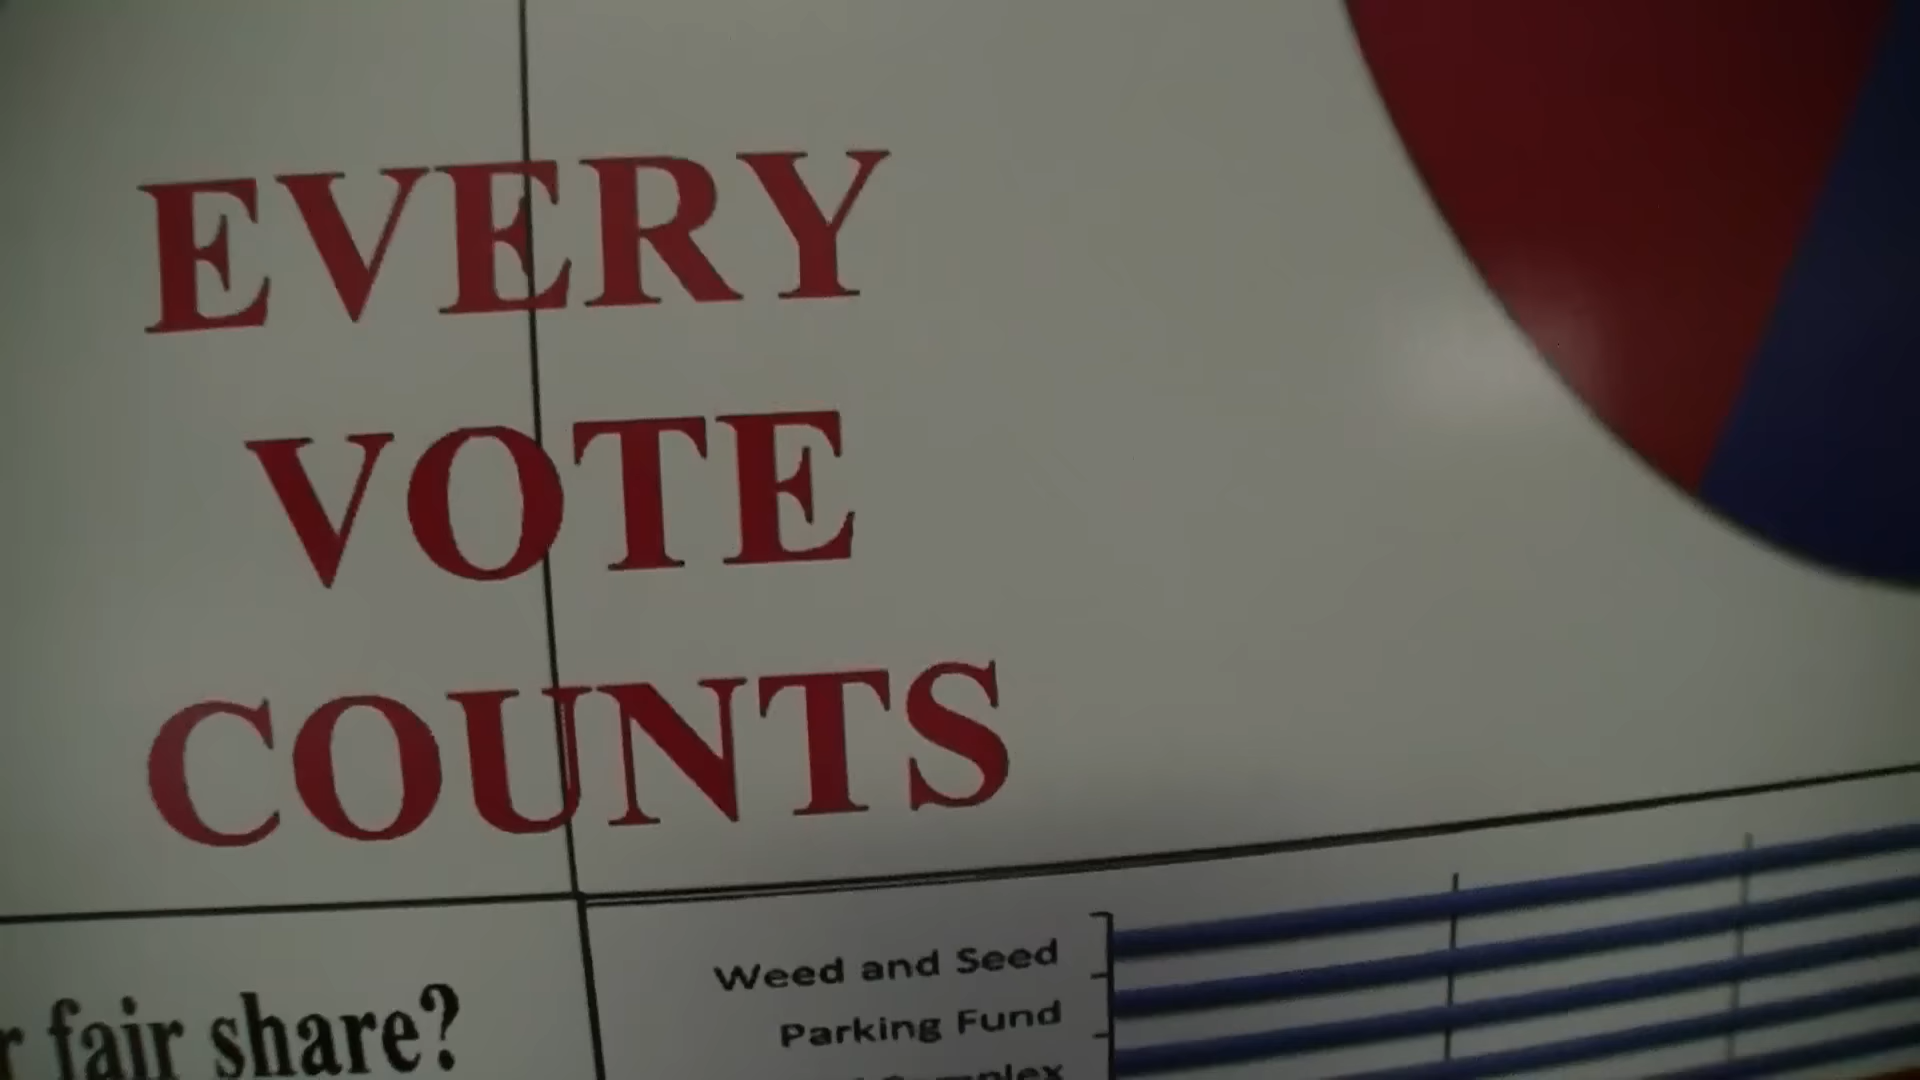 EVERY
VOTE
COUNTS
fair share?
Weed and Seed
Parking Fund